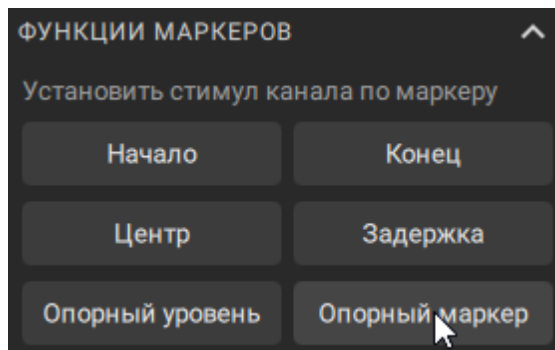 ФУНКЦИИ МАРКЕРОВ
Установить стимул канала по маркеру
Начало
Конец
Центр
Задержка
Опорный уровень
Опорный маркер